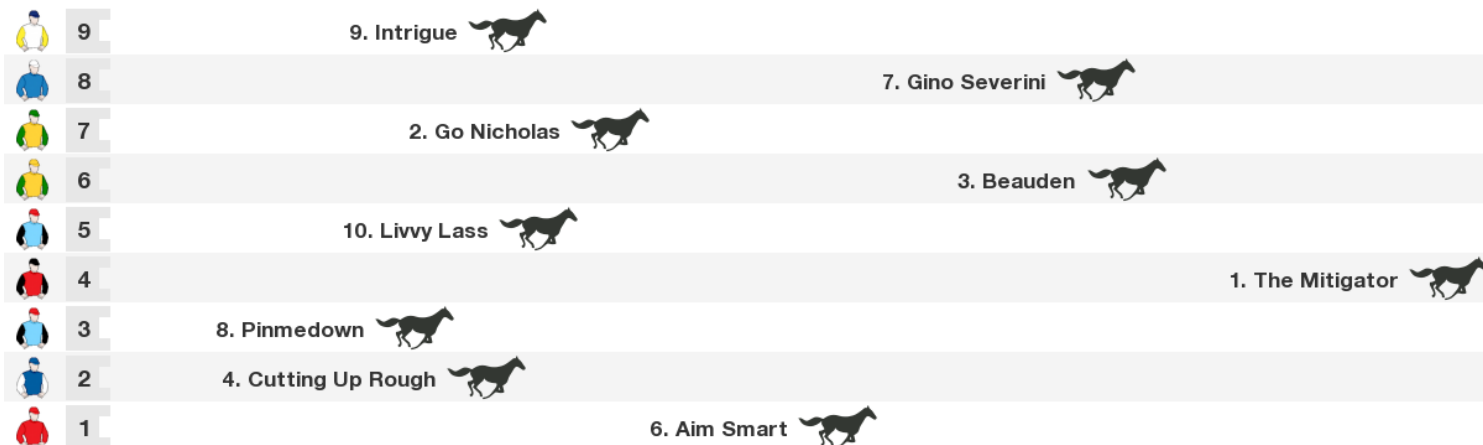 9 9. Intrigue
8 7. Gino Severini
7 2. Go Nicholas
6 3. Beauden
5 10. Livvy Lass
4 1. The Mitigator
3 8. Pinmedown
2 4. Cutting Up Rough
1 6. Aim Smart